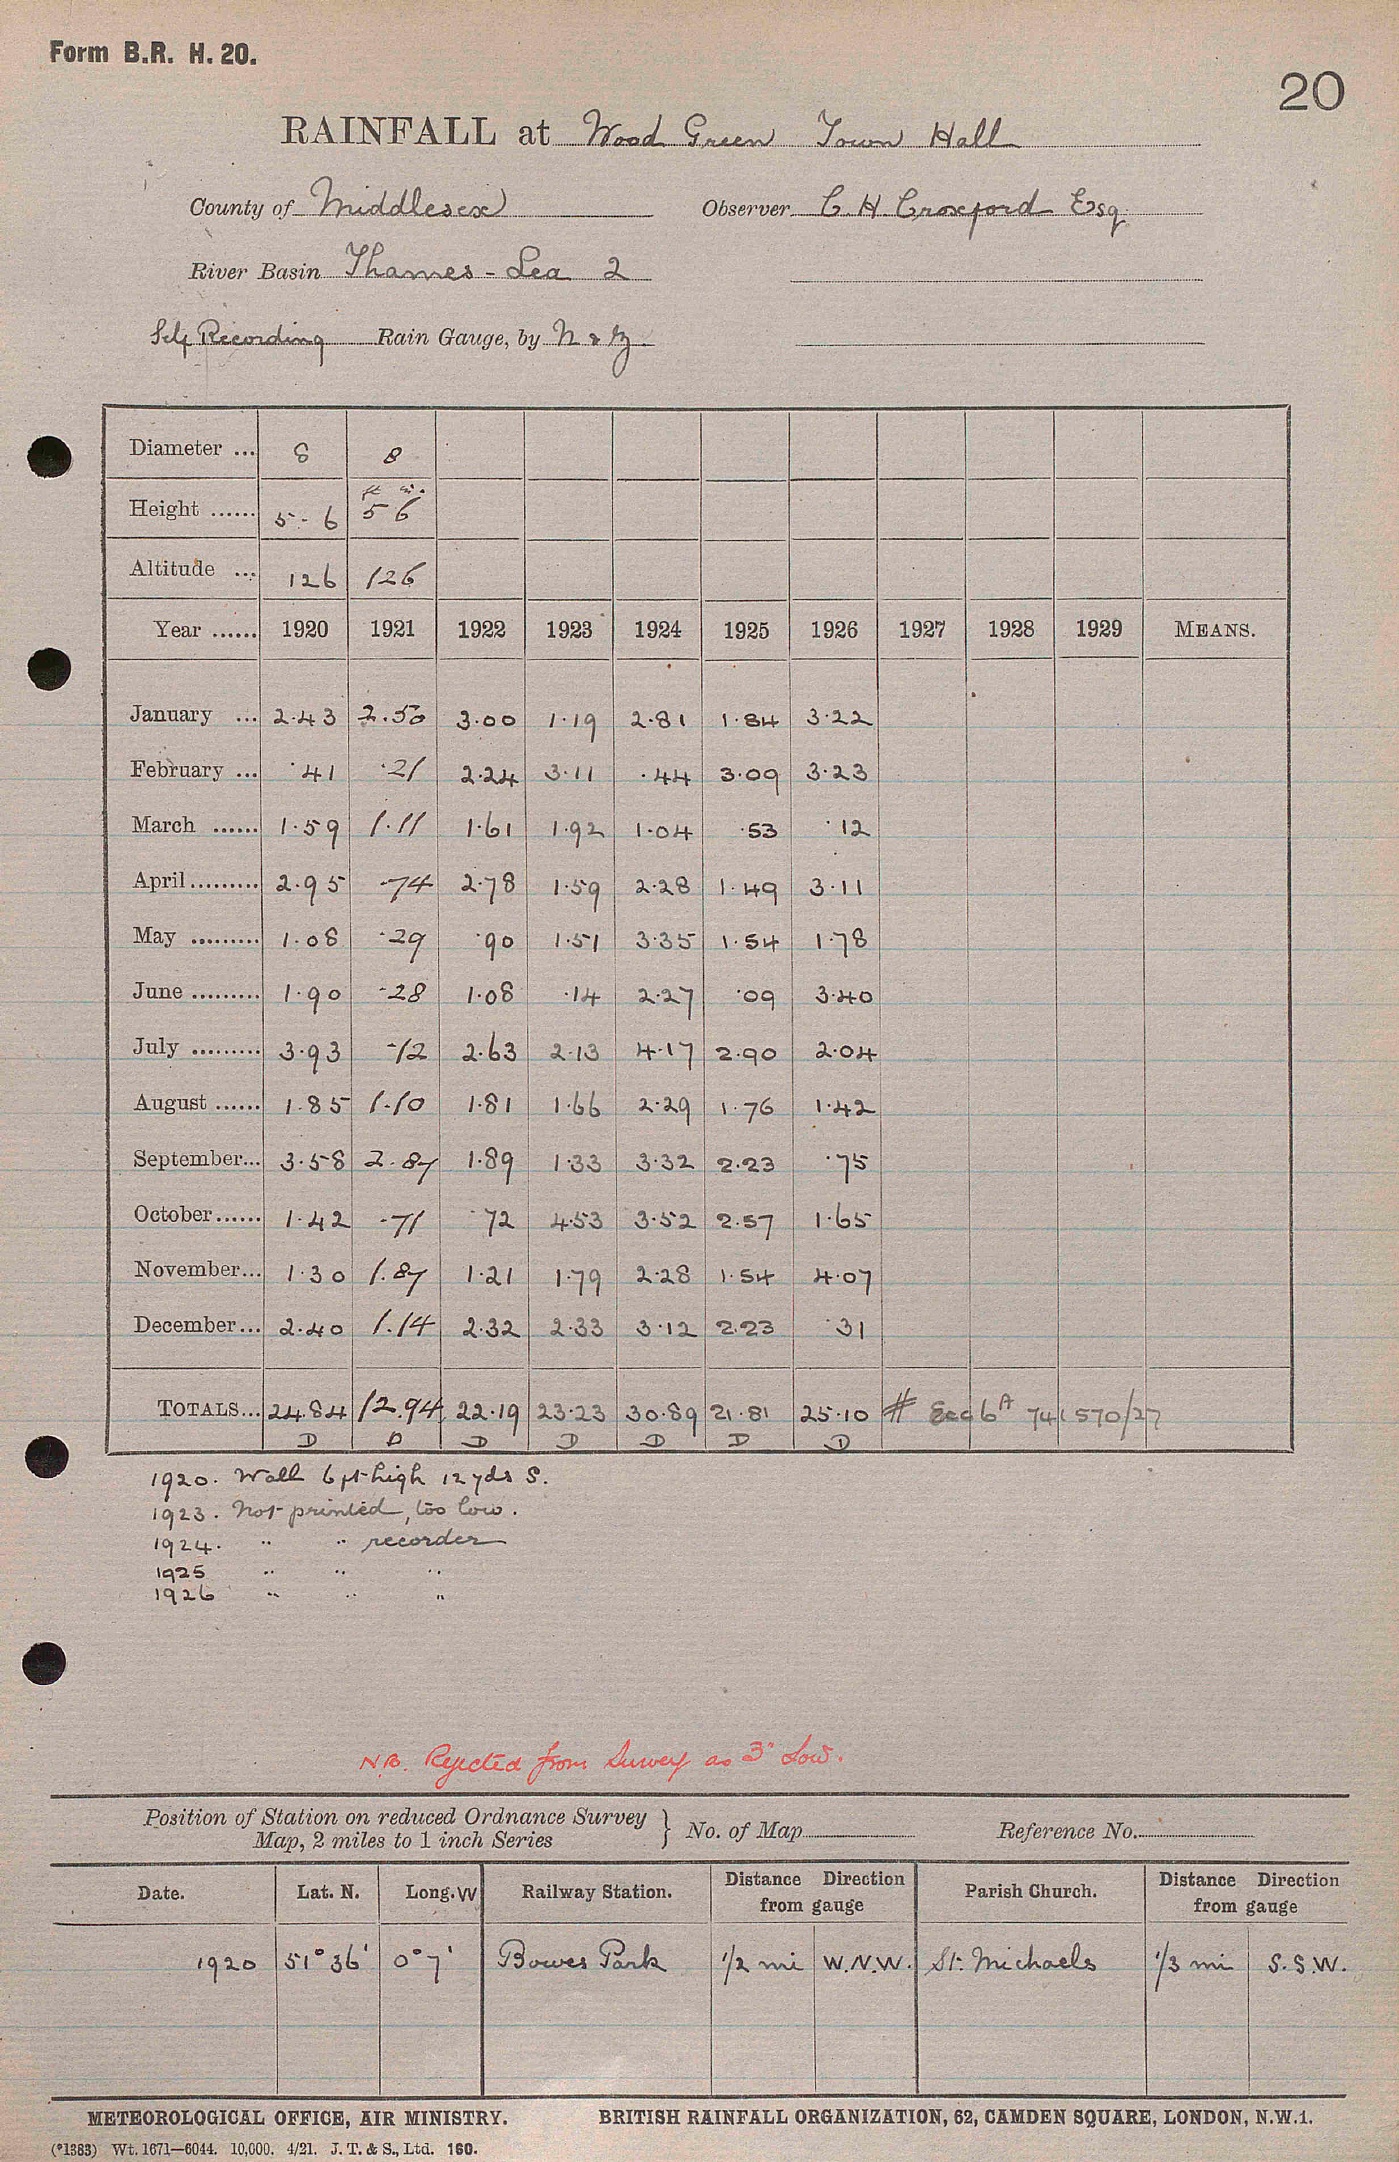 Form B.R. H. 20.
20
RAINFALL at Wood Green Town Hall
County of Middlesex Observer C. H. Croxford Esq
River Basin Thames - Lea 2
Self Recording Rain Gauge, by N & Z.
Diameter ... 8 8
ft in.
Height ...... 5 - 6 5 6
Altitude ... 126 126
Year ...... 1920 1921 1922 1923 1924 1925 1926 1927 1928 1929 MEANS.
January ... 2.43 2.50 3.00 1.19 2.81 1.84 3.22
February ... .41 .21 2.24 3.11 .44 3.09 3.23
March ...... 1.59 1.11 1.61 1.92 1.04 .53 .12
April ......... 2.95 .74 2.78 1.59 2.28 1.49 3.11
May ......... 1.08 .29 .90 1.51 3.35 1.54 1.78
June ......... 1.90 .28 1.08 .14 2.27 .09 3.40
July ......... 3.93 .12 2.63 2.13 4.17 2.90 2.04
August ...... 1.85 1.10 1.81 1.66 2.29 1.76 1.42
September... 3.58 2.87 1.89 1.33 3.32 2.23 .75
October...... 1.42 .71 .72 4.53 3.52 2.57 1.65
November... 1.30 1.87 1.21 1.79 2.28 1.54 4.07
December... 2.40 1.14 2.32 2.33 3.12 2.23 .31
TOTALS... 24.84 12.94 22.19 23.23 30.89 21.81 25.10 # 6A 741570/27
D D D D D D D
1920. Wall 6 ft high 12 yds S.
1923. Not printed, too low.
1924. " " recorder
1925 " " "
1926 " " "
N.B. Rejected from Survey as 3" Low.
Position of Station on reduced Ordnance Survey Map, 2 miles to 1 inch Series } No. of Map Reference No.
Date. Lat. N. Long. W Railway Station. Distance Direction from gauge Parish Church. Distance Direction from gauge
1920 51° 36' 0° 7' Bowes Park 1/2 mi W.N.W. St. Michaels 1/3 mi S.S.W.
METEOROLOGICAL OFFICE, AIR MINISTRY. BRITISH RAINFALL ORGANIZATION, 62, CAMDEN SQUARE, LONDON, N.W.1.
(*1383) Wt. 1671—6044. 10,000. 4/21. J. T. & S., Ltd. 160.